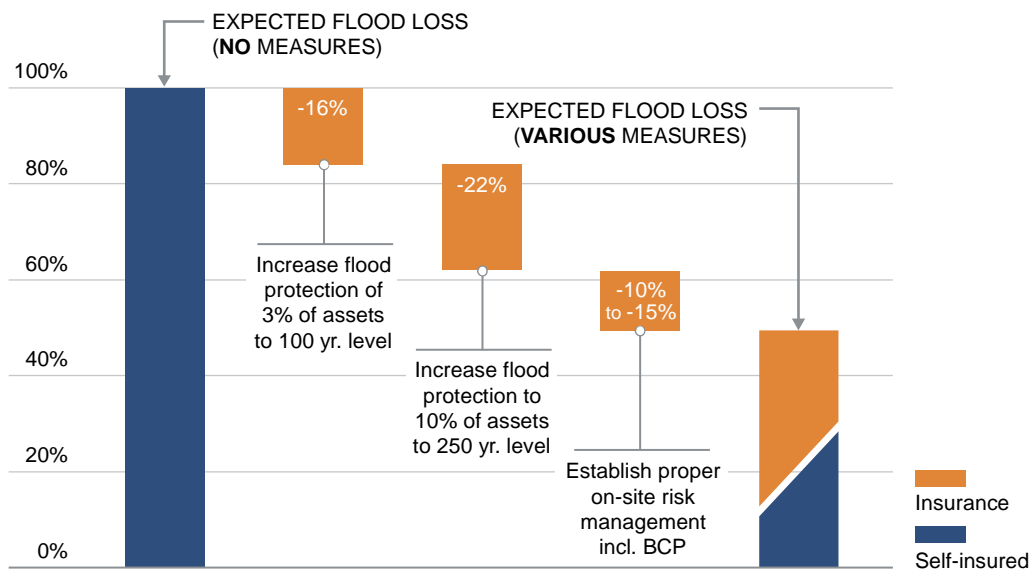 EXPECTED FLOOD LOSS
(NO MEASURES)
100%
80%
60%
40%
20%
0%
-16%
Increase flood
protection of
3% of assets
to 100 yr. level
-22%
Increase flood
protection to
10% of assets
to 250 yr. level
-10%
to -15%
Establish proper
on-site risk
management
incl. BCP
EXPECTED FLOOD LOSS
(VARIOUS MEASURES)
Insurance
Self-insured